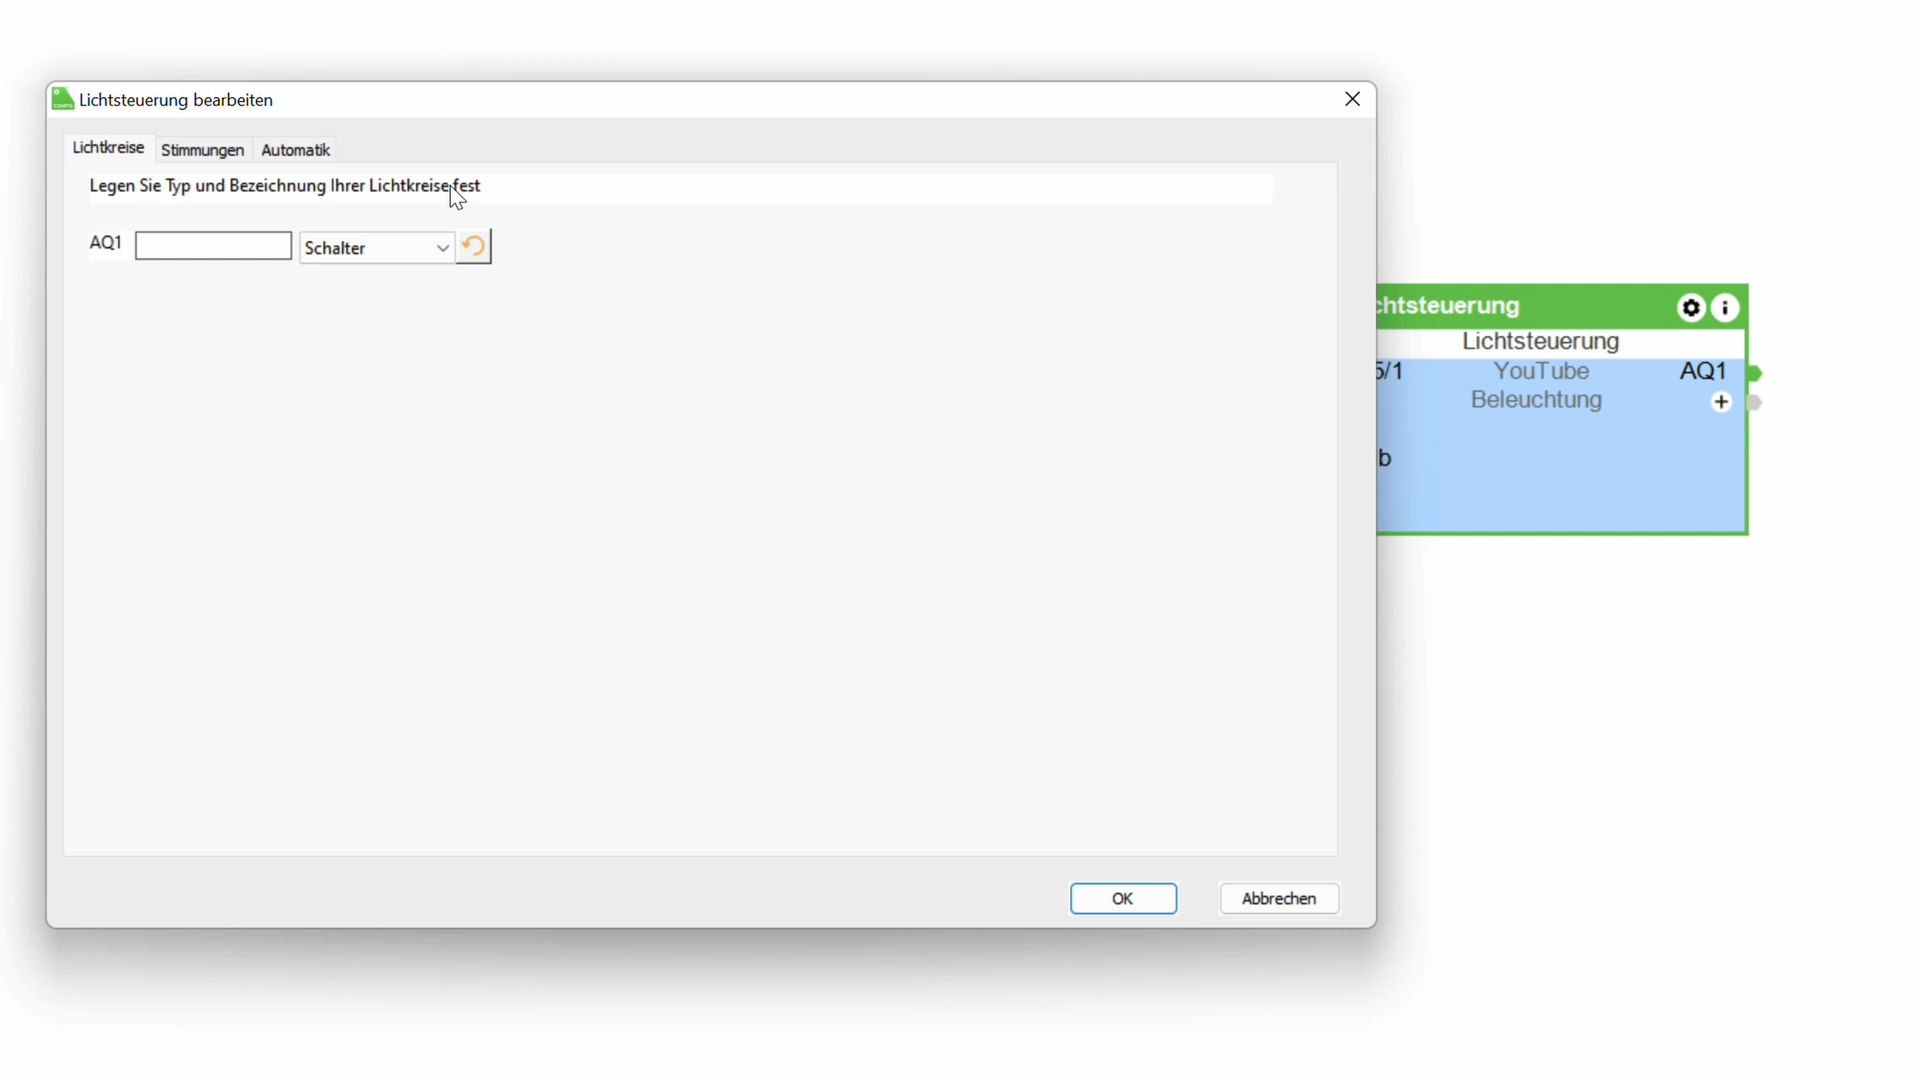 Lichtsteuerung bearbeiten
Lichtkreise Stimmungen Automatik
Legen Sie Typ und Bezeichnung Ihrer Lichtkreise fest
AQ1 Schalter
chtsteuerung
Lichtsteuerung
5/1 YouTube AQ1
Beleuchtung
b
OK Abbrechen